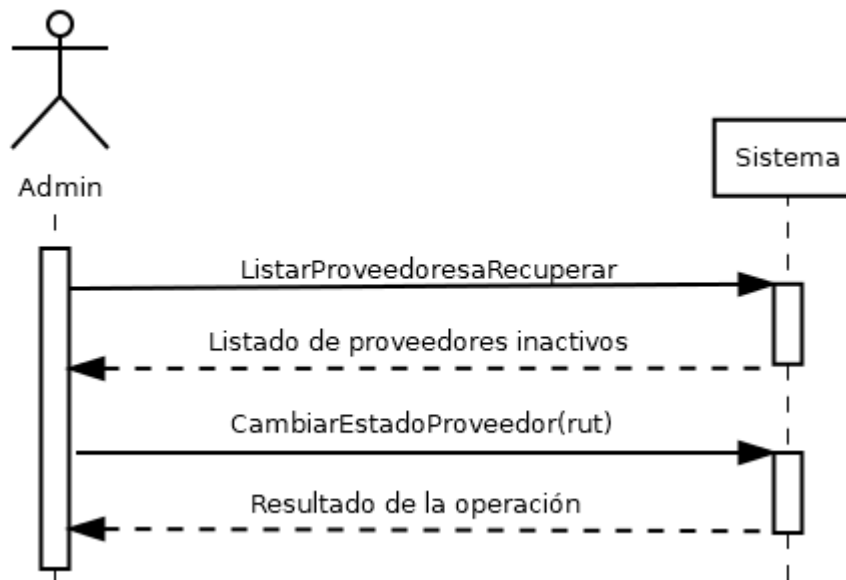 Sistema
Admin
ListarProveedoresaRecuperar
Listado de proveedores inactivos
CambiarEstadoProveedor(rut)
Resultado de la operación